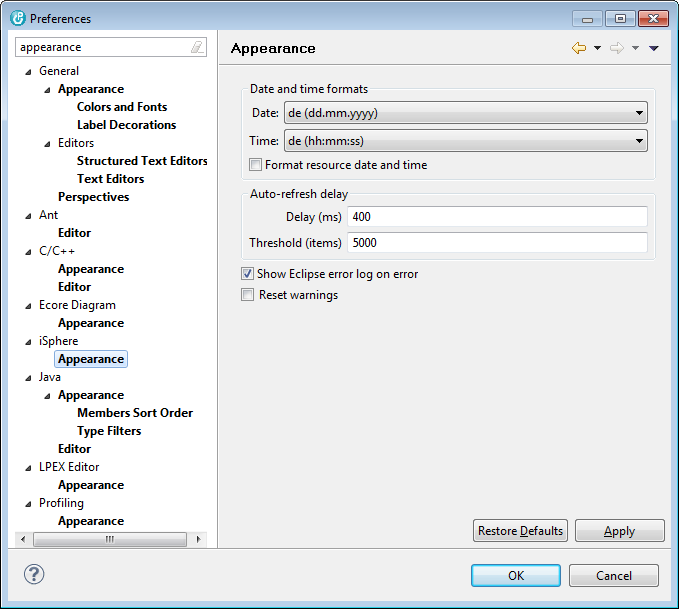 Preferences
appearance
General
Appearance
Colors and Fonts
Label Decorations
Editors
Structured Text Editors
Text Editors
Perspectives
Ant
Editor
C/C++
Appearance
Editor
Ecore Diagram
Appearance
iSphere
Appearance
Java
Appearance
Members Sort Order
Type Filters
Editor
LPEX Editor
Appearance
Profiling
Appearance
Appearance
Date and time formats
Date: de (dd.mm.yyyy)
Time: de (hh:mm:ss)
Format resource date and time
Auto-refresh delay
Delay (ms) 400
Threshold (items) 5000
Show Eclipse error log on error
Reset warnings
Restore Defaults Apply
OK Cancel